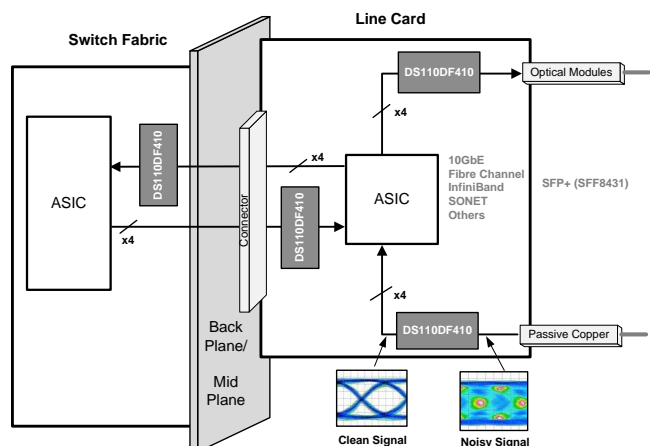 Switch Fabric
Line Card
DS110DF410
Optical Modules
x4
DS110DF410
x4
10GbE
Fibre Channel
InfiniBand
SONET
Others
SFP+ (SFF8431)
ASIC
ASIC
x4
Connector
DS110DF410
x4
Back
Plane/
Mid
Plane
DS110DF410
Passive Copper
Clean Signal
Noisy Signal